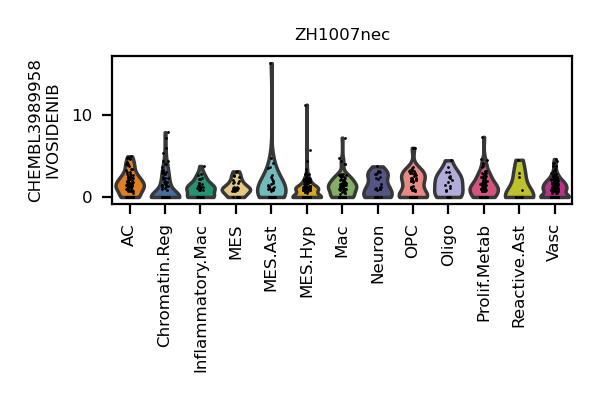 ZH1007nec
CHEMBL3989958
IVOSIDENIB
10
0
AC
Chromatin.Reg
Inflammatory.Mac
MES
MES.Ast
MES.Hyp
Mac
Neuron
OPC
Oligo
Prolif.Metab
Reactive.Ast
Vasc